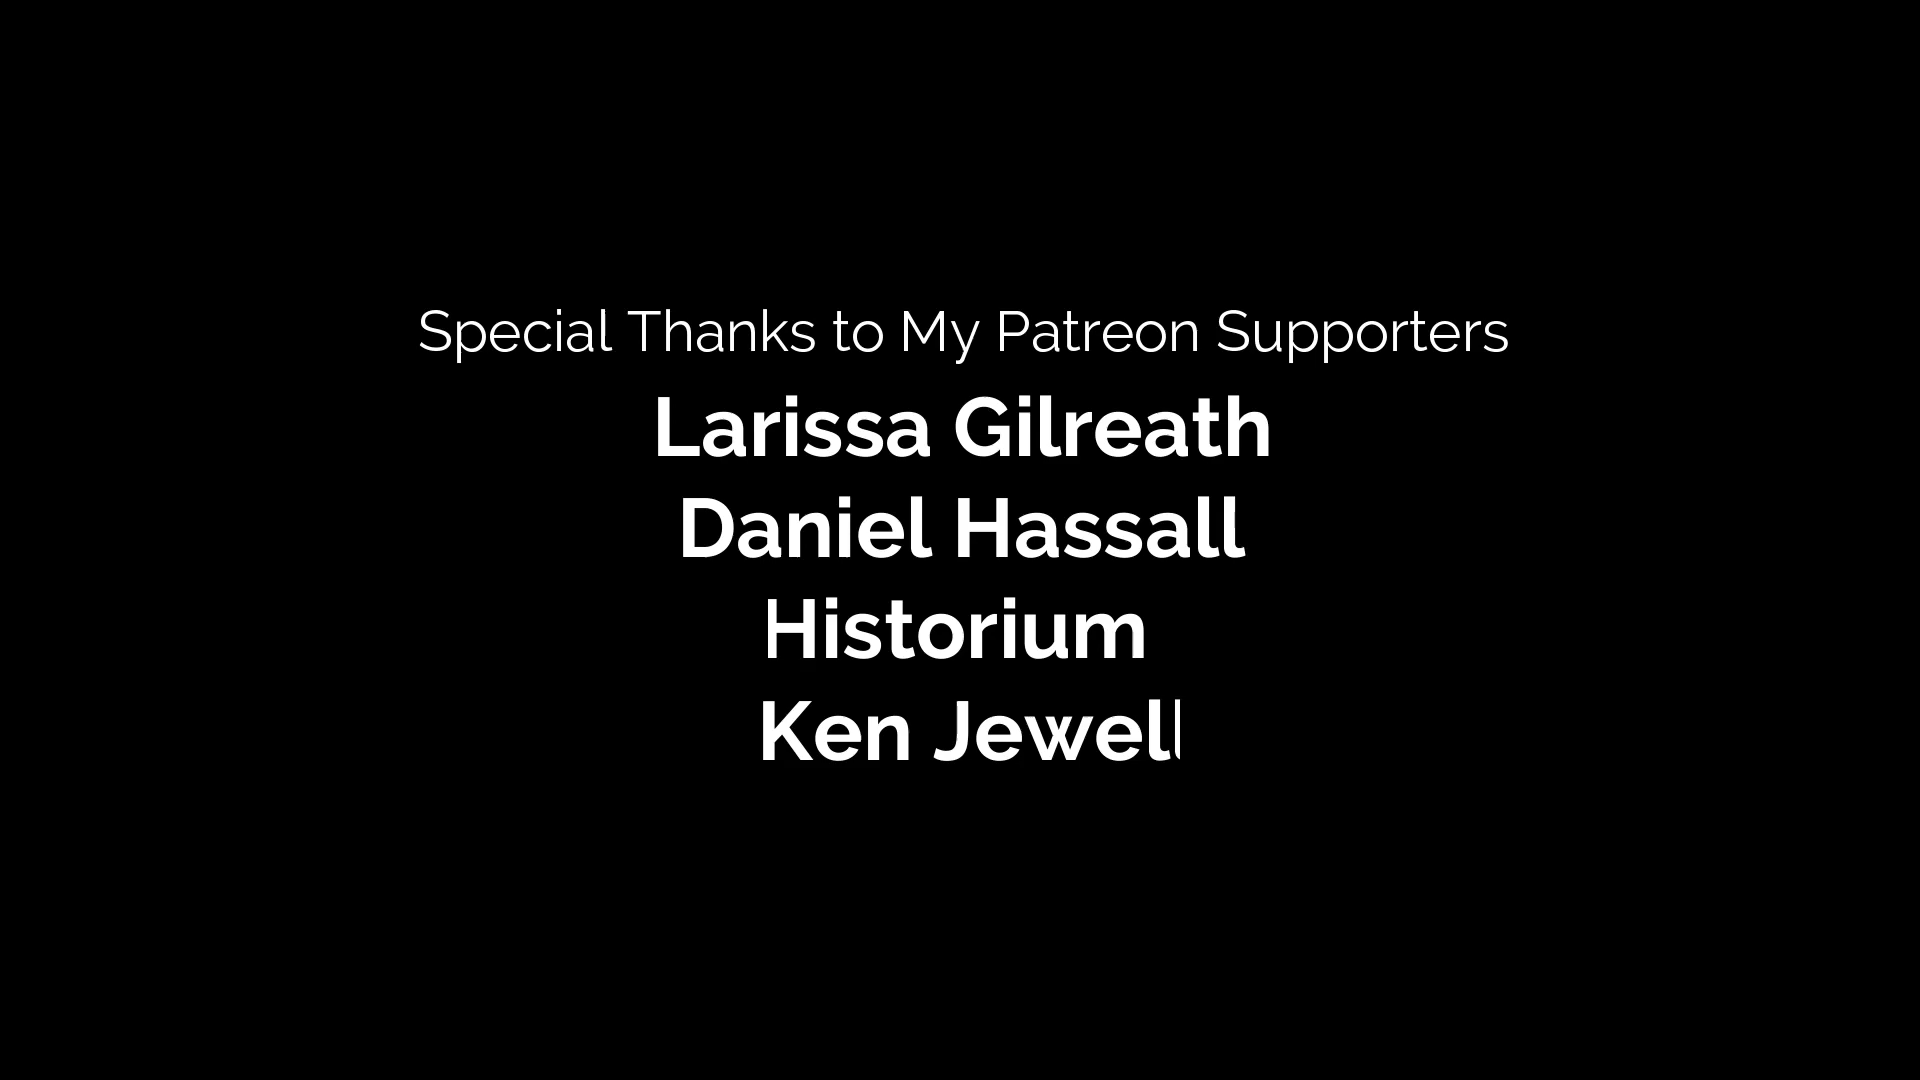 Special Thanks to My Patreon Supporters
Larissa Gilreath
Daniel Hassall
Historium
Ken Jewell